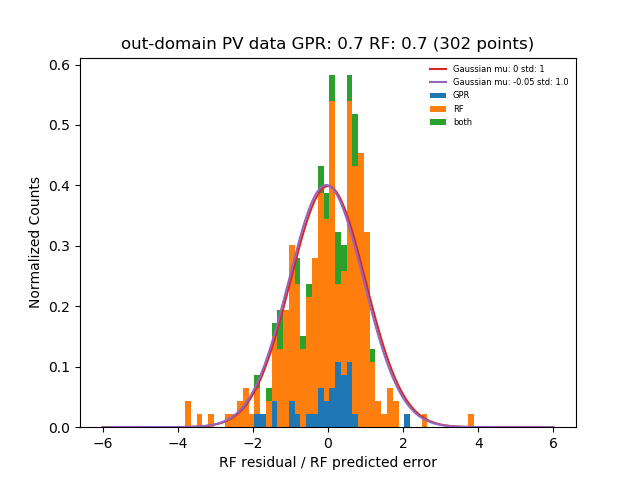 out-domain PV data GPR: 0.7 RF: 0.7 (302 points)
Gaussian mu: 0 std: 1
Gaussian mu: -0.05 std: 1.0
GPR
RF
both
Normalized Counts
0.6
0.5
0.4
0.3
0.2
0.1
0.0
−6 −4 −2 0 2 4 6
RF residual / RF predicted error